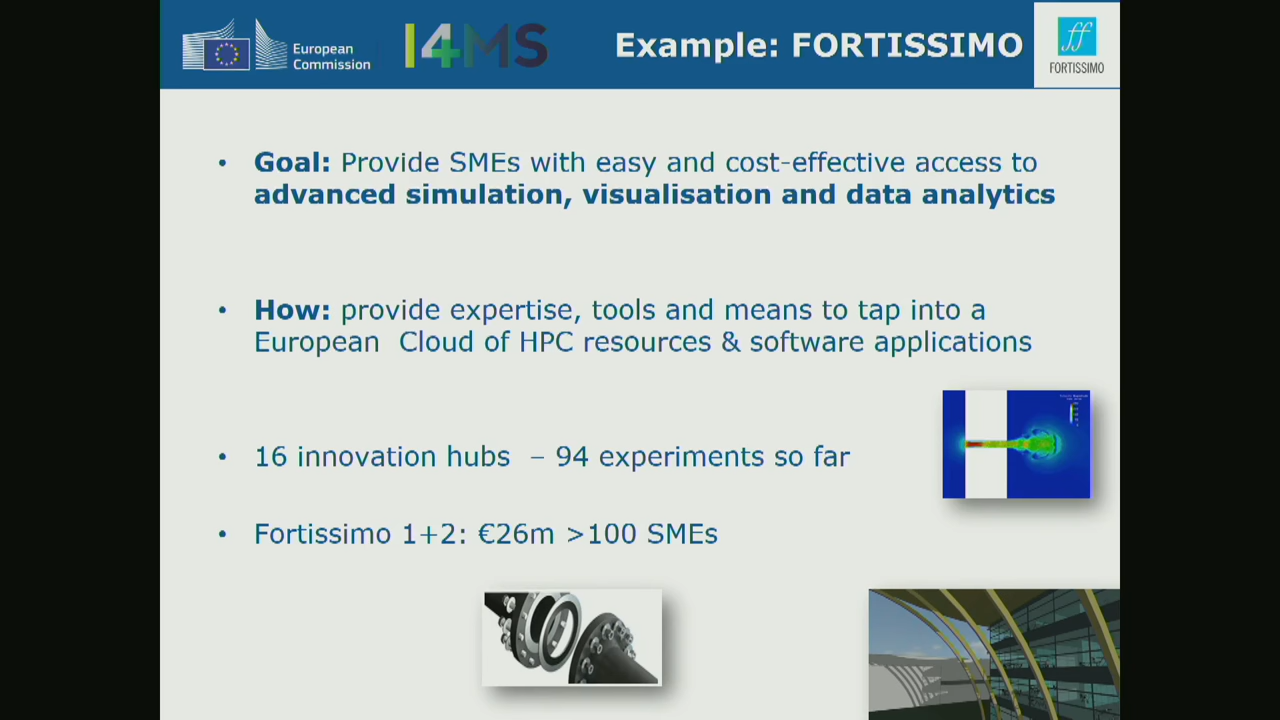 European
Commission
I4MS
Example: FORTISSIMO
ff
FORTISSIMO
• Goal: Provide SMEs with easy and cost-effective access to
advanced simulation, visualisation and data analytics
• How: provide expertise, tools and means to tap into a
European Cloud of HPC resources & software applications
• 16 innovation hubs – 94 experiments so far
• Fortissimo 1+2: €26m >100 SMEs